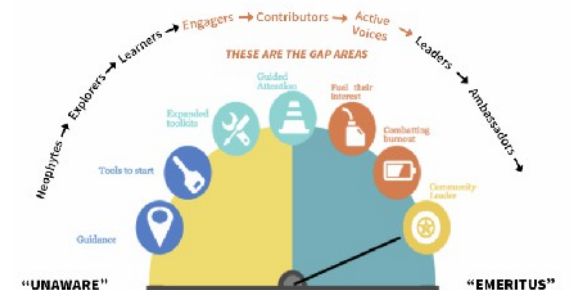 Neophytes → Explorers → Learners → Engagers → Contributors → Active Voices → Leaders → Ambassadors →
THESE ARE THE GAP AREAS
Guided
Attention
Fuel their
interest
Expanded
toolkits
Combatting
burnout
Tools to start
Community
Leader
Guidance
"UNAWARE"
"EMERITUS"